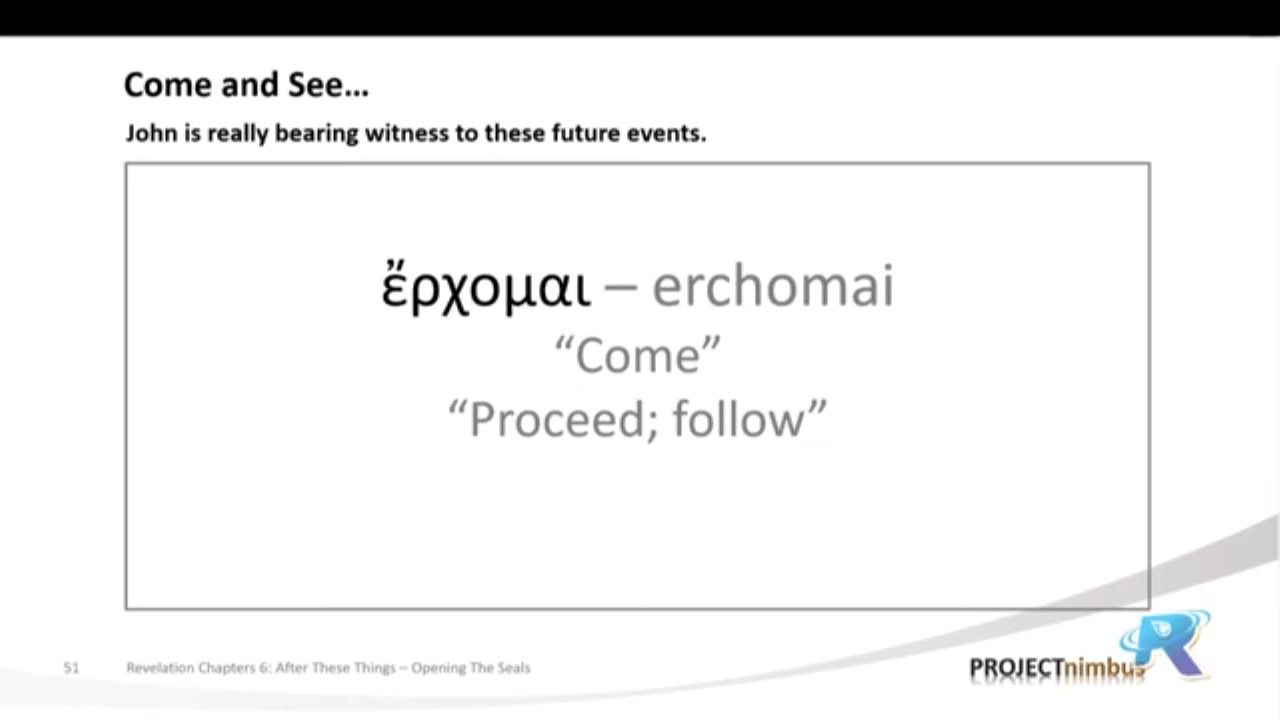 Come and See...
John is really bearing witness to these future events.
ἔρχομαι – erchomai
“Come”
“Proceed; follow”
51 Revelation Chapters 6: After These Things – Opening The Seals
PROJECTnimbus R